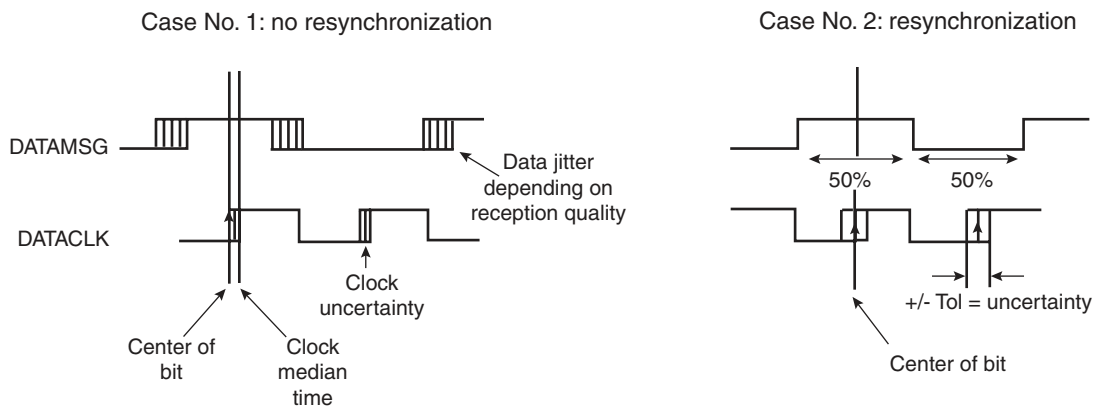 Case No. 1: no resynchronization
DATAMSG
Data jitter
depending on
reception quality
DATACLK
Clock
uncertainty
Center of
bit
Clock
median
time
Case No. 2: resynchronization
50%
50%
+/- Tol = uncertainty
Center of bit